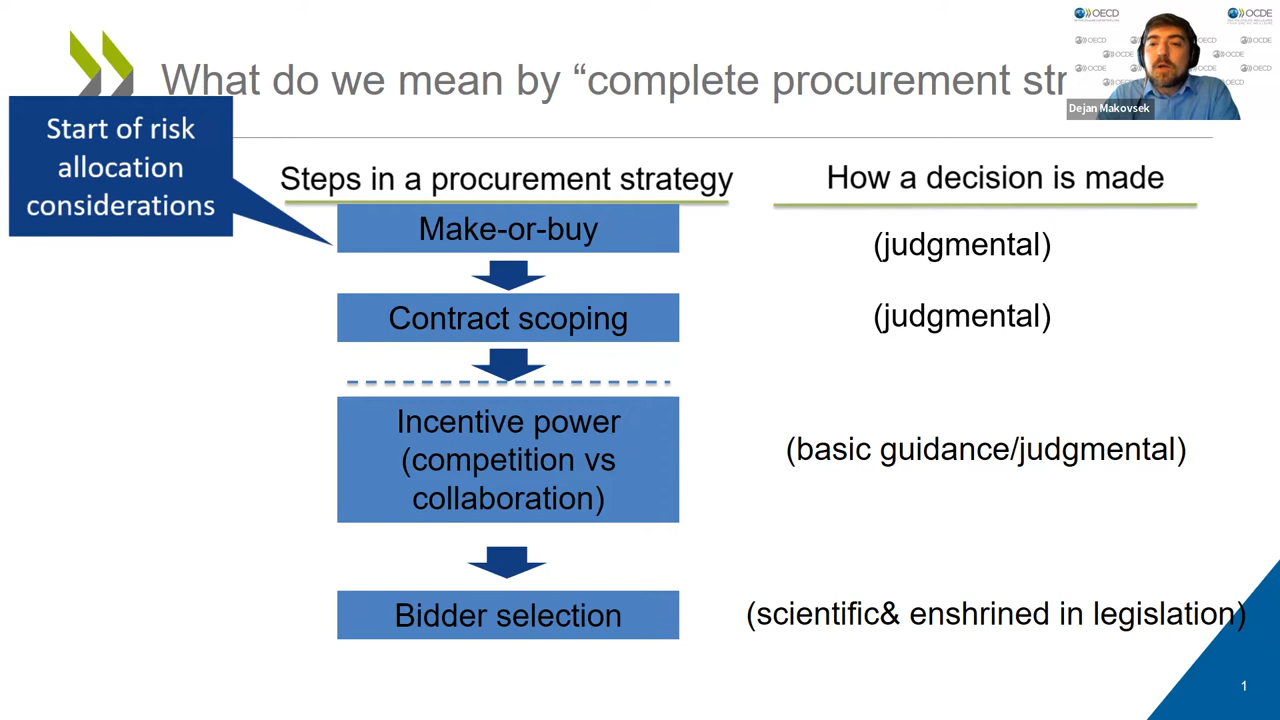 What do we mean by “complete procurement str
OECD
OCDE
Dejan Makovsek
Start of risk
allocation
considerations
Steps in a procurement strategy
How a decision is made
Make-or-buy
(judgmental)
Contract scoping
(judgmental)
Incentive power
(competition vs
collaboration)
(basic guidance/judgmental)
Bidder selection
(scientific& enshrined in legislation)
1